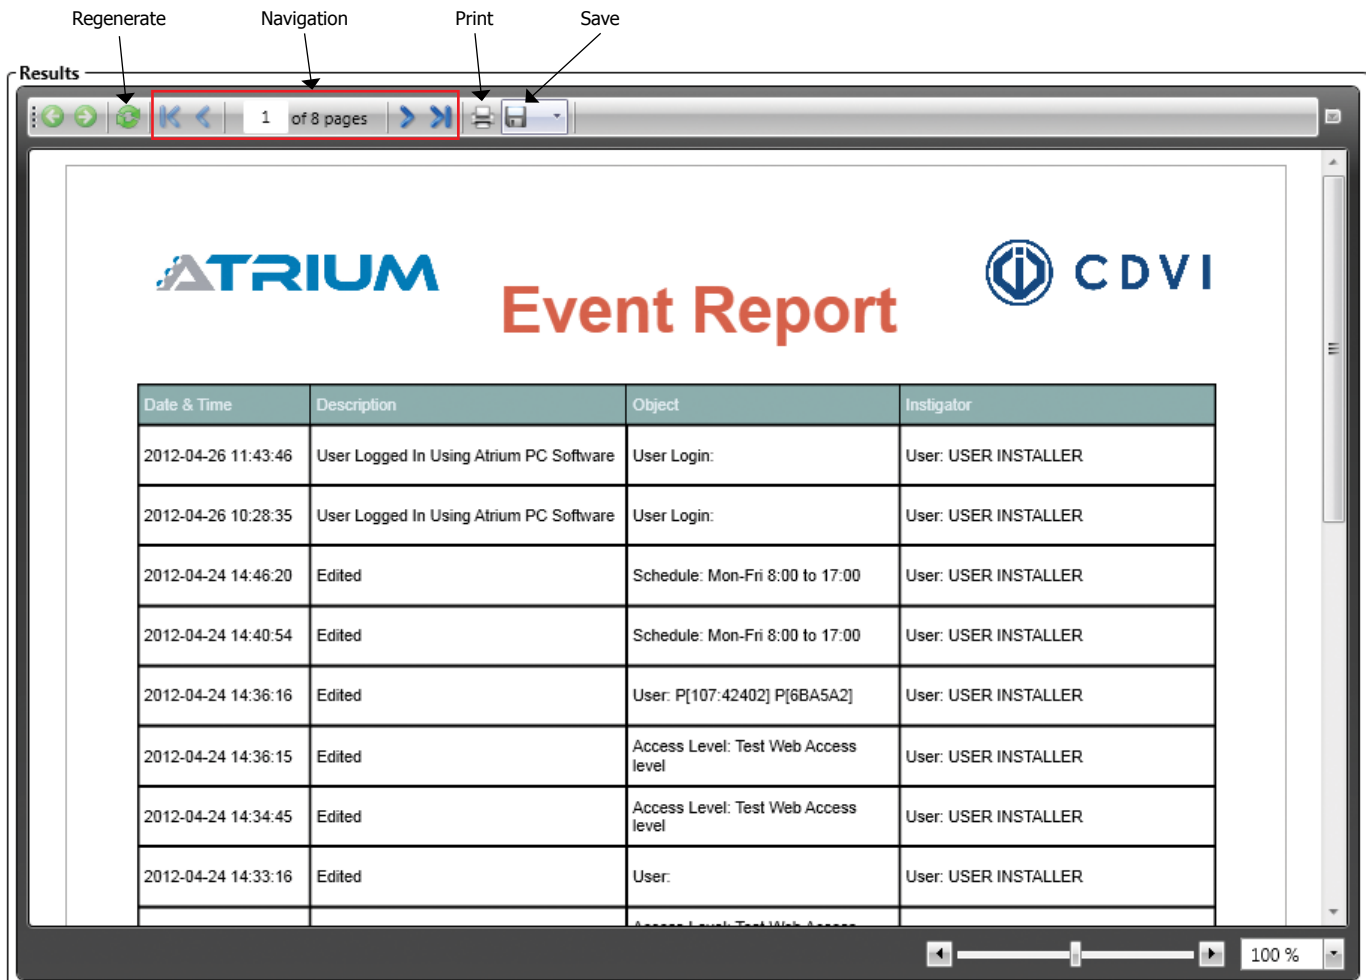 Regenerate Navigation Print Save
Results
1 of 8 pages
ATRIUM
CDVI
Event Report
Date & Time Description Object Instigator
2012-04-26 11:43:46 User Logged In Using Atrium PC Software User Login: User: USER INSTALLER
2012-04-26 10:28:35 User Logged In Using Atrium PC Software User Login: User: USER INSTALLER
2012-04-24 14:46:20 Edited Schedule: Mon-Fri 8:00 to 17:00 User: USER INSTALLER
2012-04-24 14:40:54 Edited Schedule: Mon-Fri 8:00 to 17:00 User: USER INSTALLER
2012-04-24 14:36:16 Edited User: P[107:42402] P[6BA5A2] User: USER INSTALLER
2012-04-24 14:36:15 Edited Access Level: Test Web Access
level
User: USER INSTALLER
2012-04-24 14:34:45 Edited Access Level: Test Web Access
level
User: USER INSTALLER
2012-04-24 14:33:16 Edited User: User: USER INSTALLER
Access Level: Test Web Access
100 %